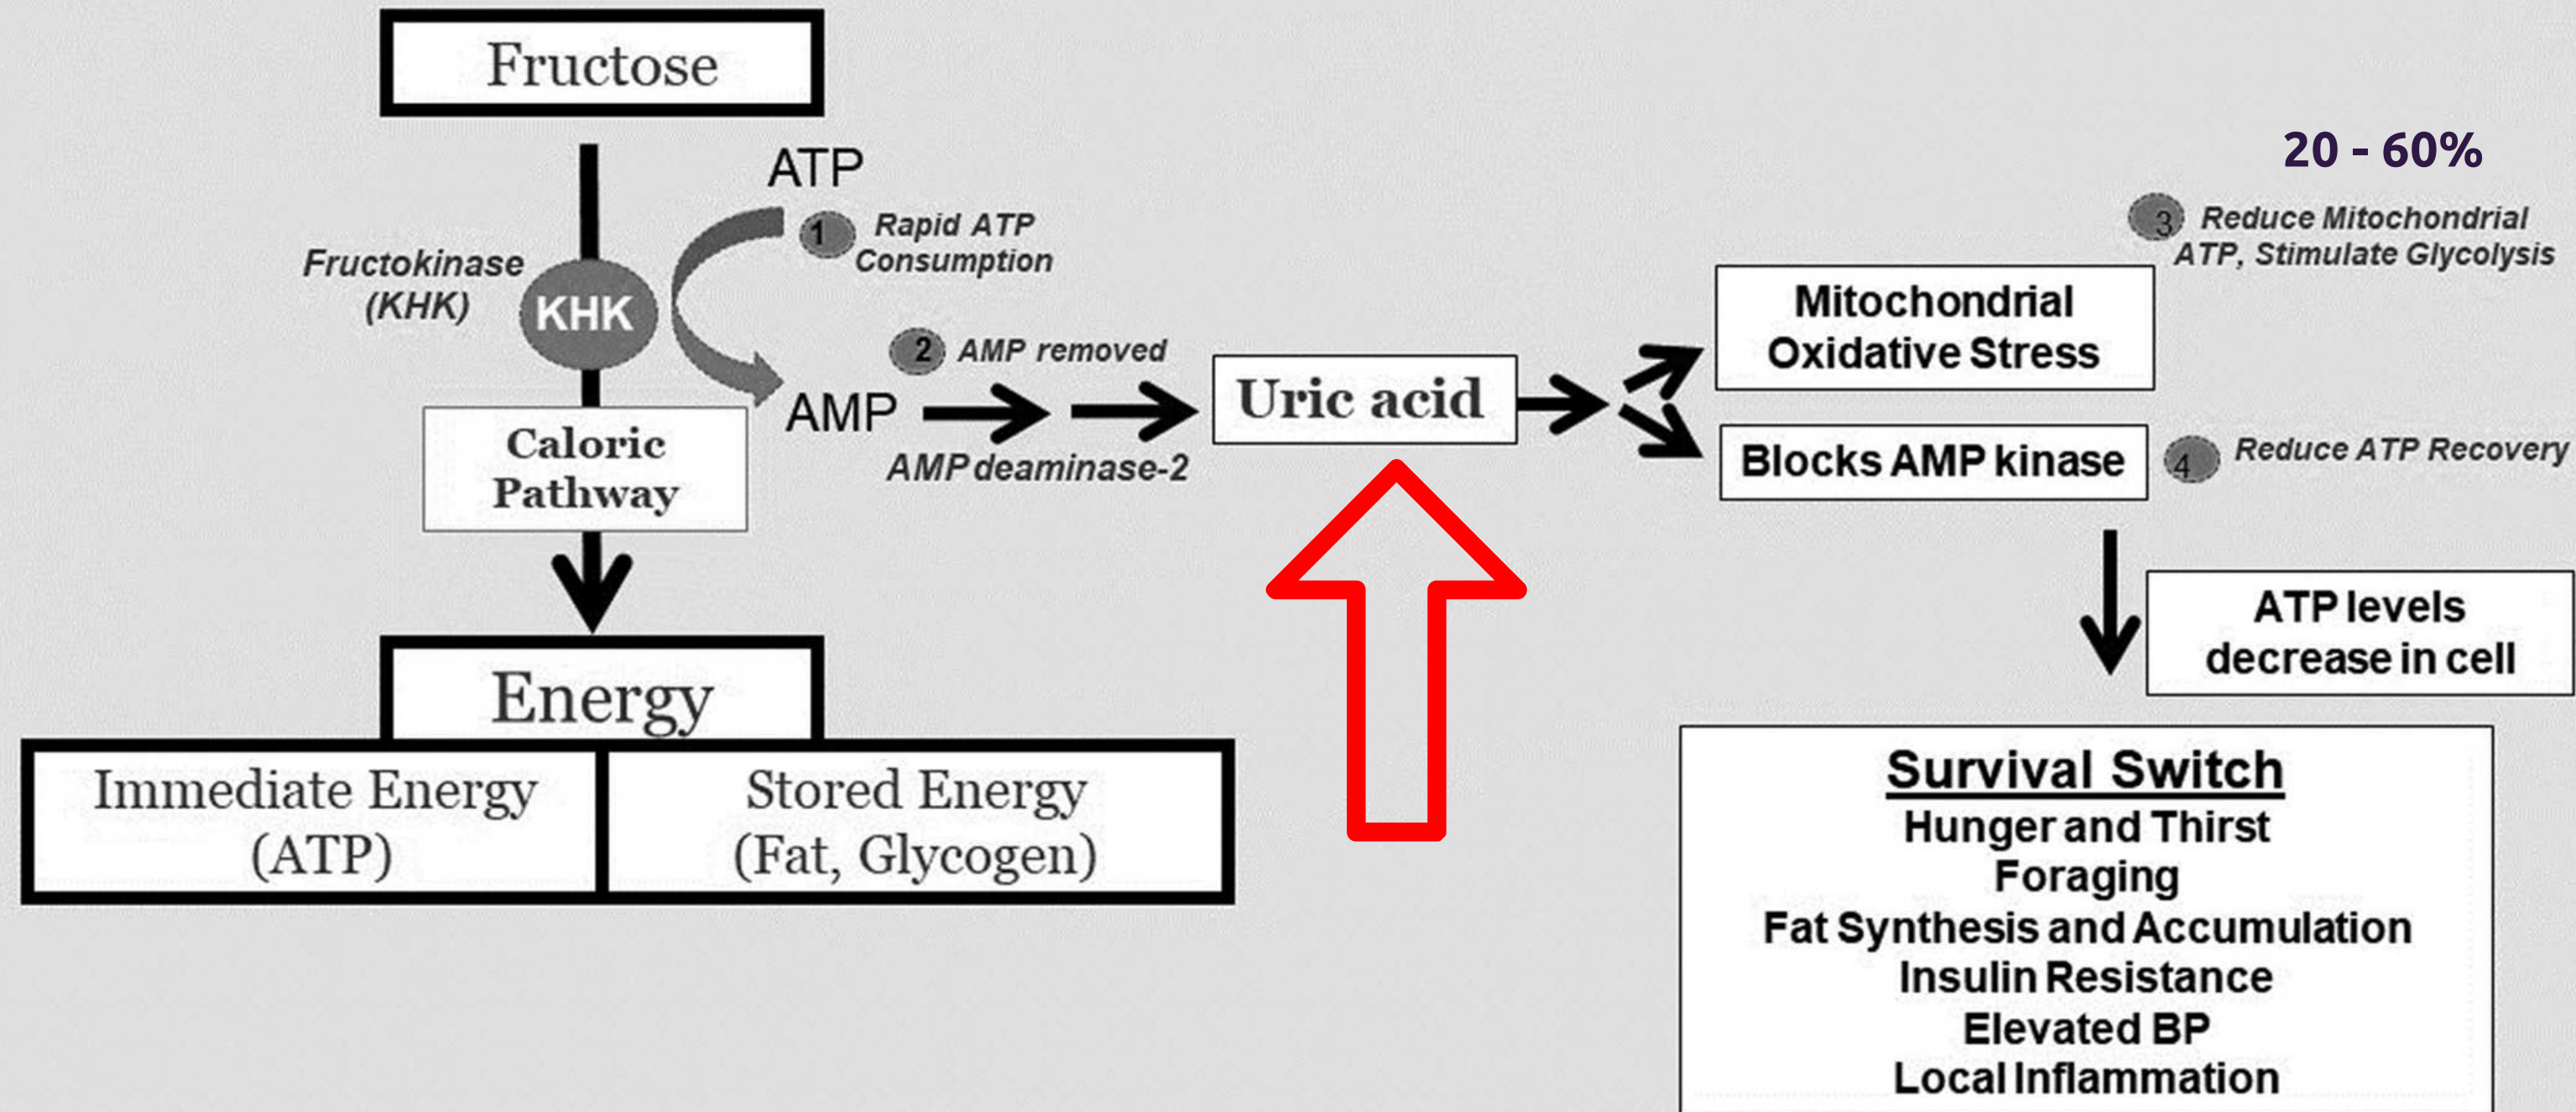 Fructose
ATP
1
Rapid ATP
Consumption
Fructokinase
(KHK)
KHK
2
AMP removed
AMP
AMP deaminase-2
Caloric
Pathway
Energy
Immediate Energy
(ATP)
Stored Energy
(Fat, Glycogen)
Uric acid
20 - 60%
3
Reduce Mitochondrial
ATP, Stimulate Glycolysis
Mitochondrial
Oxidative Stress
Blocks AMP kinase
4
Reduce ATP Recovery
ATP levels
decrease in cell
Survival Switch
Hunger and Thirst
Foraging
Fat Synthesis and Accumulation
Insulin Resistance
Elevated BP
Local Inflammation